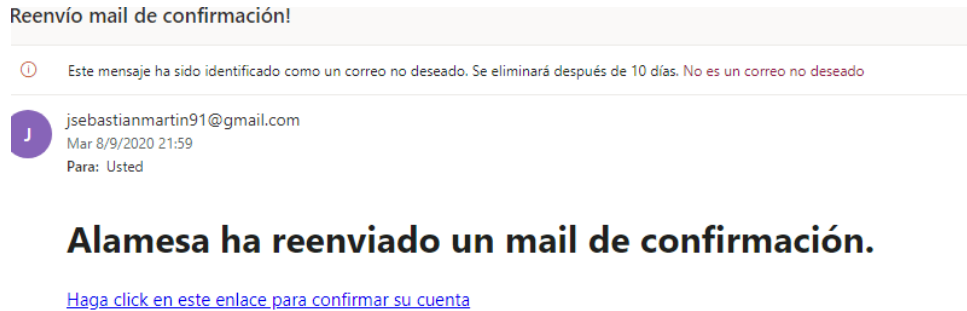 Reenvío mail de confirmación!
Este mensaje ha sido identificado como un correo no deseado. Se eliminará después de 10 días. No es un correo no deseado
J
jsebastianmartin91@gmail.com
Mar 8/9/2020 21:59
Para: Usted
Alamesa ha reenviado un mail de confirmación.
Haga click en este enlace para confirmar su cuenta